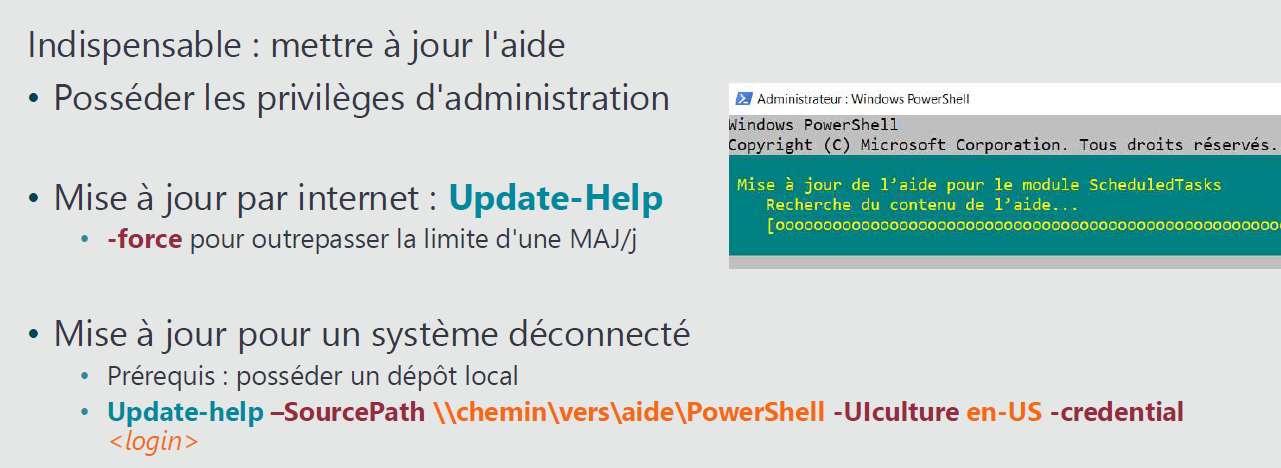 Indispensable : mettre à jour l'aide
• Posséder les privilèges d'administration
Administrateur : Windows PowerShell
Windows PowerShell
Copyright (C) Microsoft Corporation. Tous droits réservés.
Mise à jour de l’aide pour le module ScheduledTasks
Recherche du contenu de l’aide...
[oooooooooooooooooooooooooooooooooooooooooooooooooooooo
• Mise à jour par internet : Update-Help
• -force pour outrepasser la limite d'une MAJ/j
• Mise à jour pour un système déconnecté
• Prérequis : posséder un dépôt local
• Update-help –SourcePath \\chemin\vers\aide\PowerShell -UIculture en-US -credential
<login>